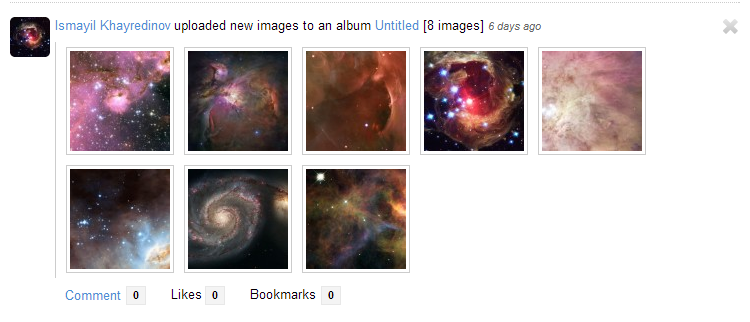 Ismayil Khayredinov uploaded new images to an album Untitled [8 images] 6 days ago
Comment 0 Likes 0 Bookmarks 0